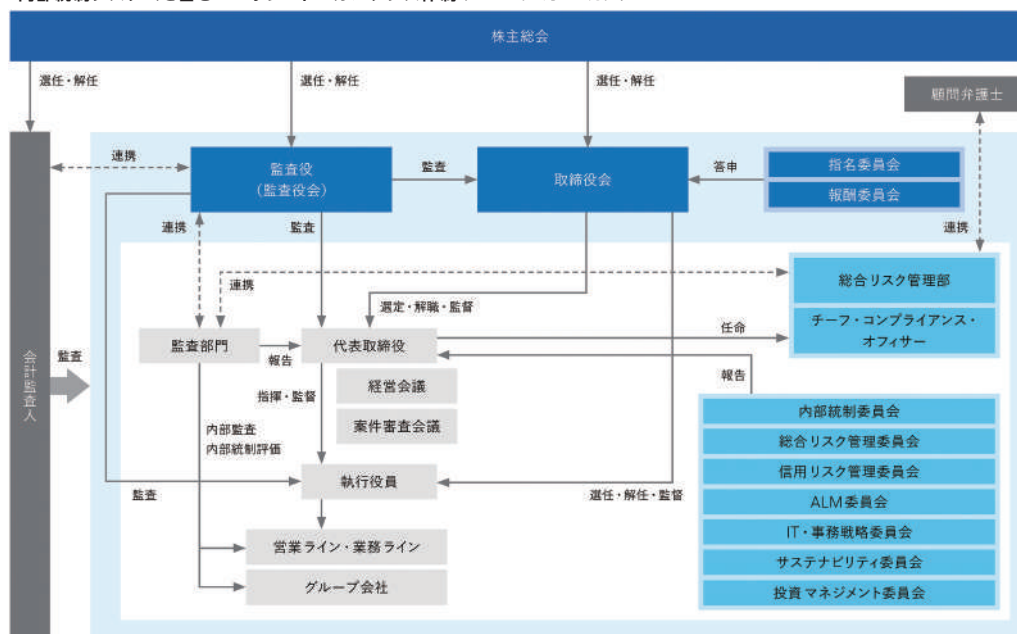 株主総会
選任・解任
選任・解任
選任・解任
顧問弁護士
連携
監査役
(監査役会)
監査
取締役会
答申
指名委員会
報酬委員会
連携
監査
連携
連携
総合リスク管理部
チーフ・コンプライアンス・
オフィサー
選定・解職・監督
任命
会計監査人
監査
監査部門
報告
代表取締役
報告
経営会議
指揮・監督
案件審査会議
内部監査
内部統制評価
内部統制委員会
総合リスク管理委員会
信用リスク管理委員会
ALM委員会
IT・事務戦略委員会
サステナビリティ委員会
投資マネジメント委員会
執行役員
監査
選任・解任・監督
営業ライン・業務ライン
グループ会社